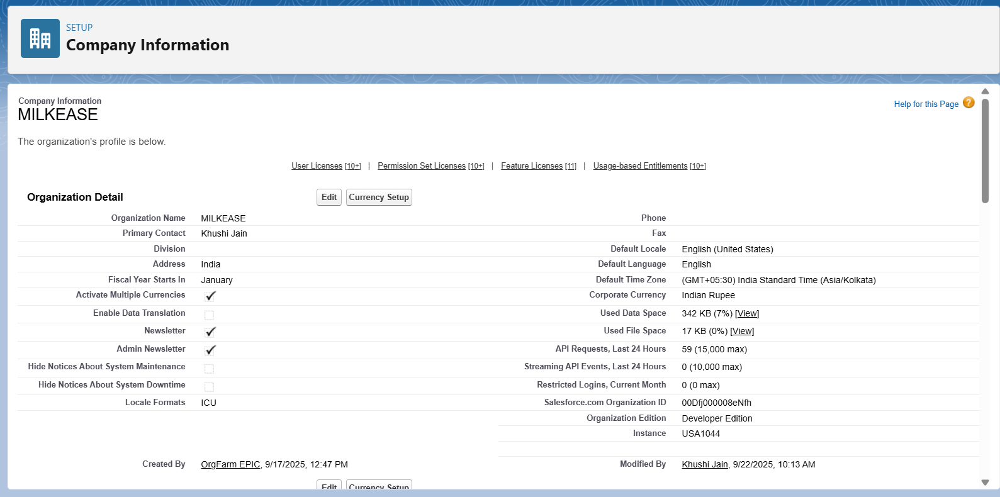 SETUP
Company Information
Company Information
MILKEASE
Help for this Page ?
The organization's profile is below.
User Licenses [10+] | Permission Set Licenses [10+] | Feature Licenses [11] | Usage-based Entitlements [10+]
Organization Detail Edit Currency Setup
Organization Name MILKEASE Phone
Primary Contact Khushi Jain Fax
Division Default Locale English (United States)
Address India Default Language English
Fiscal Year Starts In January Default Time Zone (GMT+05:30) India Standard Time (Asia/Kolkata)
Activate Multiple Currencies Corporate Currency Indian Rupee
Enable Data Translation Used Data Space 342 KB (7%) [View]
Newsletter Used File Space 17 KB (0%) [View]
Admin Newsletter API Requests, Last 24 Hours 59 (15,000 max)
Hide Notices About System Maintenance Streaming API Events, Last 24 Hours 0 (10,000 max)
Hide Notices About System Downtime Restricted Logins, Current Month 0 (0 max)
Locale Formats ICU Salesforce.com Organization ID 00Dfj000008eNfh
Organization Edition Developer Edition
Instance USA1044
Created By OrgFarm EPIC, 9/17/2025, 12:47 PM Modified By Khushi Jain, 9/22/2025, 10:13 AM
Edit Currency Setup